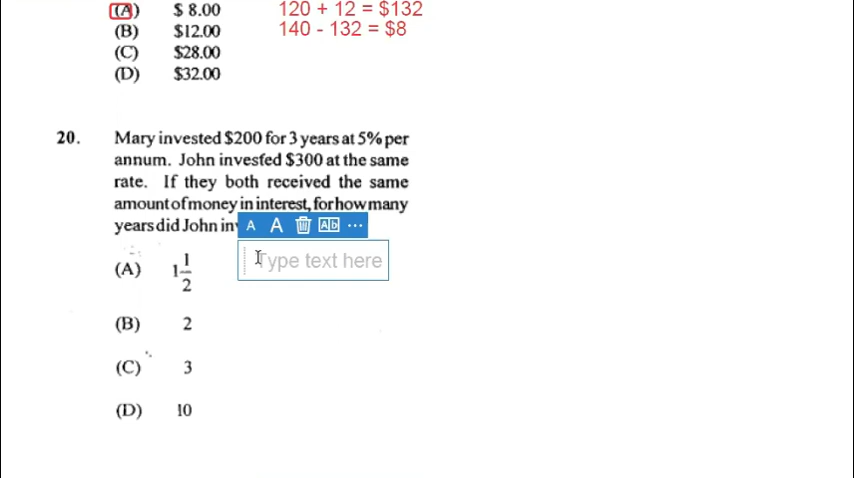 (A) $ 8.00 120 + 12 = $132
(B) $12.00 140 - 132 = $8
(C) $28.00
(D) $32.00
20. Mary invested $200 for 3 years at 5% per
annum. John invested $300 at the same
rate. If they both received the same
amount of money in interest, for how many
years did John in
A A Ab ...
Type text here
(A) 1 1/2
(B) 2
(C) 3
(D) 10